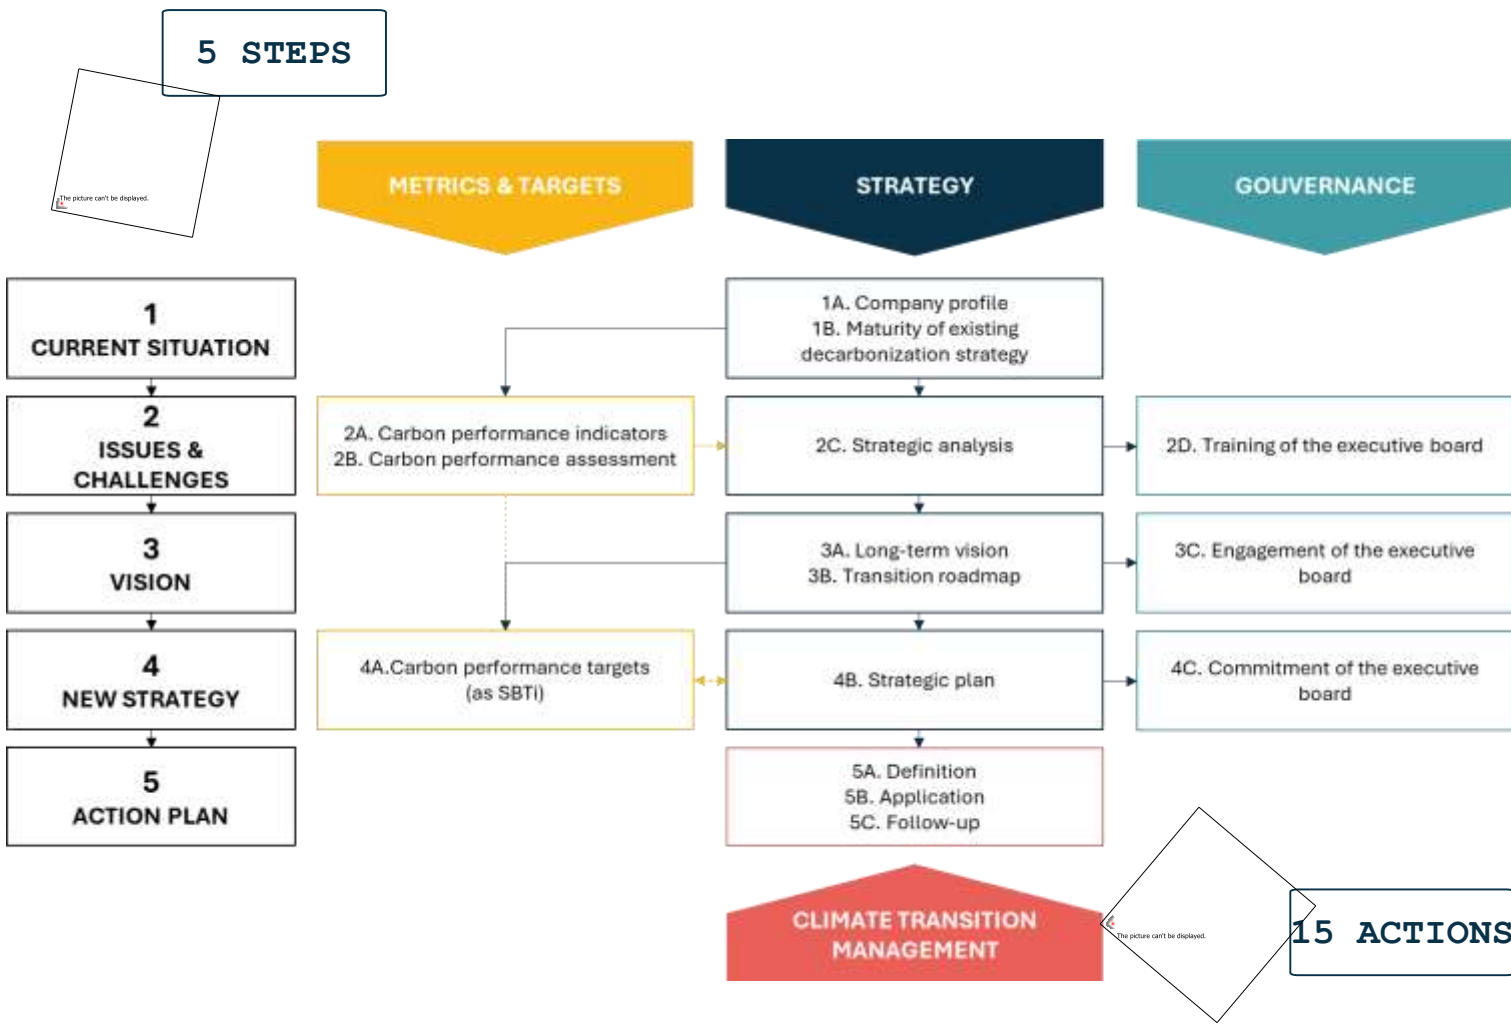 5 STEPS
The picture can't be displayed.
METRICS & TARGETS
STRATEGY
GOUVERNANCE
1
CURRENT SITUATION
1A. Company profile
1B. Maturity of existing
decarbonization strategy
2
ISSUES &
CHALLENGES
2A. Carbon performance indicators
2B. Carbon performance assessment
2C. Strategic analysis
2D. Training of the executive board
3
VISION
3A. Long-term vision
3B. Transition roadmap
3C. Engagement of the executive
board
4
NEW STRATEGY
4A.Carbon performance targets
(as SBTi)
4B. Strategic plan
4C. Commitment of the executive
board
5
ACTION PLAN
5A. Definition
5B. Application
5C. Follow-up
CLIMATE TRANSITION
MANAGEMENT
The picture can't be displayed.
15 ACTIONS